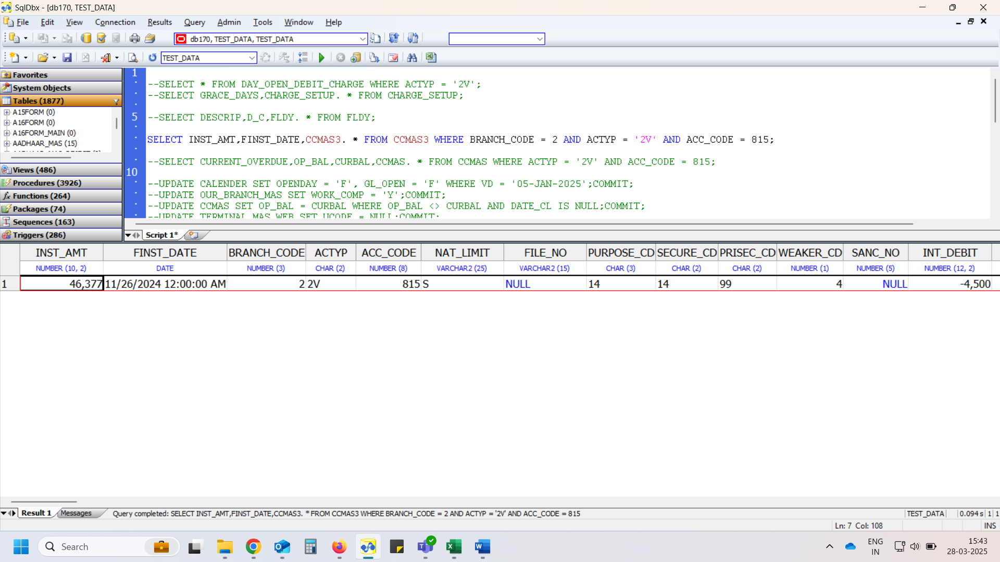 SqlDbx - [db170, TEST_DATA]
File Edit View Connection Results Query Admin Tools Window Help
db170, TEST_DATA, TEST_DATA
TEST_DATA
Favorites
System Objects
Tables (1877)
A15FORM (0)
A16FORM (0)
A16FORM_MAIN (0)
AADHAAR_MAS (15)
Views (486)
Procedures (3926)
Functions (264)
Packages (74)
Sequences (163)
Triggers (286)
1
--SELECT * FROM DAY_OPEN_DEBIT_CHARGE WHERE ACTYP = '2V';
--SELECT GRACE_DAYS,CHARGE_SETUP. * FROM CHARGE_SETUP;
5 --SELECT DESCRIP,D_C,FLDY. * FROM FLDY;
SELECT INST_AMT,FINST_DATE,CCMAS3. * FROM CCMAS3 WHERE BRANCH_CODE = 2 AND ACTYP = '2V' AND ACC_CODE = 815;
--SELECT CURRENT_OVERDUE,OP_BAL,CURBAL,CCMAS. * FROM CCMAS WHERE ACTYP = '2V' AND ACC_CODE = 815;
10
--UPDATE CALENDER SET OPENDAY = 'F', GL_OPEN = 'F' WHERE VD = '05-JAN-2025';COMMIT;
--UPDATE OUR_BRANCH_MAS SET WORK_COMP = 'Y';COMMIT;
--UPDATE CCMAS SET OP_BAL = CURBAL WHERE OP_BAL <> CURBAL AND DATE_CL IS NULL;COMMIT;
--UPDATE TERMINAL_MAS_WEB SET UCODE = NULL;COMMIT;
Script 1*
INST_AMT FINST_DATE BRANCH_CODE ACTYP ACC_CODE NAT_LIMIT FILE_NO PURPOSE_CD SECURE_CD PRISEC_CD WEAKER_CD SANC_NO INT_DEBIT
NUMBER (10, 2) DATE NUMBER (3) CHAR (2) NUMBER (8) VARCHAR2 (25) VARCHAR2 (15) CHAR (3) CHAR (2) CHAR (2) NUMBER (1) NUMBER (5) NUMBER (12, 2)
1 46,377 11/26/2024 12:00:00 AM 2 2V 815 S NULL 14 14 99 4 NULL -4,500
Result 1 Messages Query completed: SELECT INST_AMT,FINST_DATE,CCMAS3. * FROM CCMAS3 WHERE BRANCH_CODE = 2 AND ACTYP = '2V' AND ACC_CODE = 815 TEST_DATA 0.094 s 1 1
Ln: 7 Col: 108 INS
Search
ENG
IN
15:43
28-03-2025